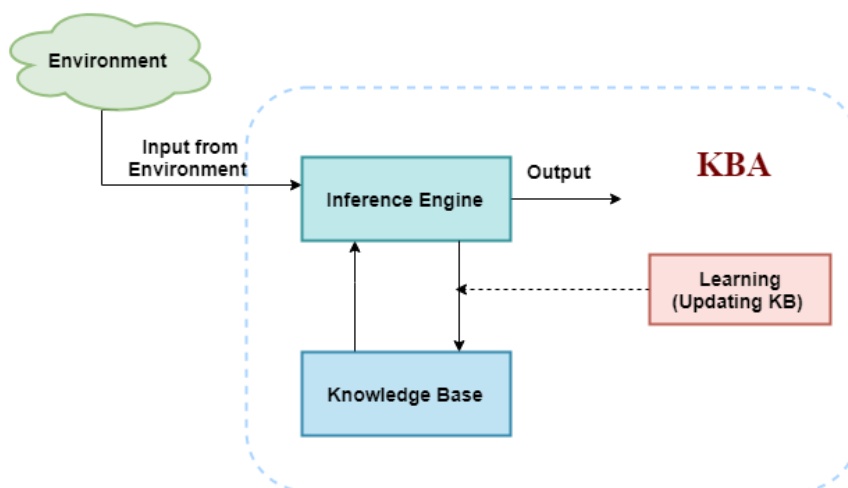 Environment
Input from
Environment
Inference Engine
Output
KBA
Learning
(Updating KB)
Knowledge Base